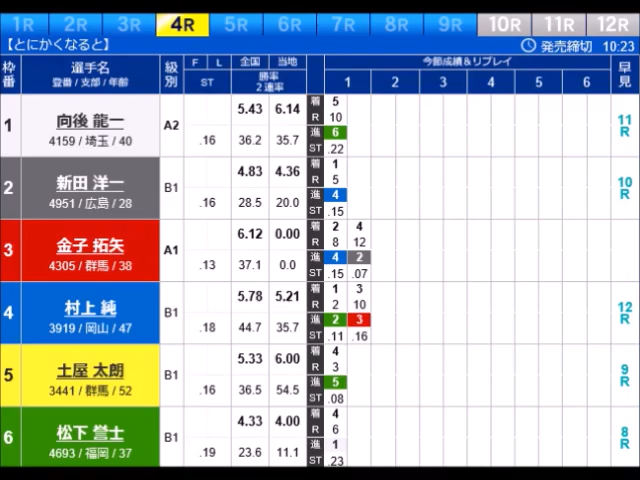 1R 2R 3R 4R 5R 6R 7R 8R 9R 10R 11R 12R
【とにかくなると】 発売締切 10:23
枠番 選手名 登番/支部/年齢 級別 F L ST 全国 当地 勝率 2連率 今節成績&リプレイ 1 2 3 4 5 6 早見
1 向後 龍一 A2 5.43 6.14 着 5
R 10
4159/埼玉/40 .16 36.2 35.7 進 6
ST .22
11R
2 新田 洋一 B1 4.83 4.36 着 1
R 5
4951/広島/28 .16 28.5 20.0 進 4
ST .15
10R
3 金子 拓矢 A1 6.12 0.00 着 2 4
R 8 12
4305/群馬/38 .13 37.1 0.0 進 4 2
ST .15 .07
4 村上 純 B1 5.78 5.21 着 1 3
R 2 10
3919/岡山/47 .18 44.7 35.7 進 2 3
ST .11 .16
12R
5 土屋 太朗 B1 5.33 6.00 着 4
R 3
3441/群馬/52 .16 36.5 54.5 進 5
ST .08
9R
6 松下 誉士 B1 4.33 4.00 着 4
R 6
4693/福岡/37 .19 23.6 11.1 進 1
ST .23
8R